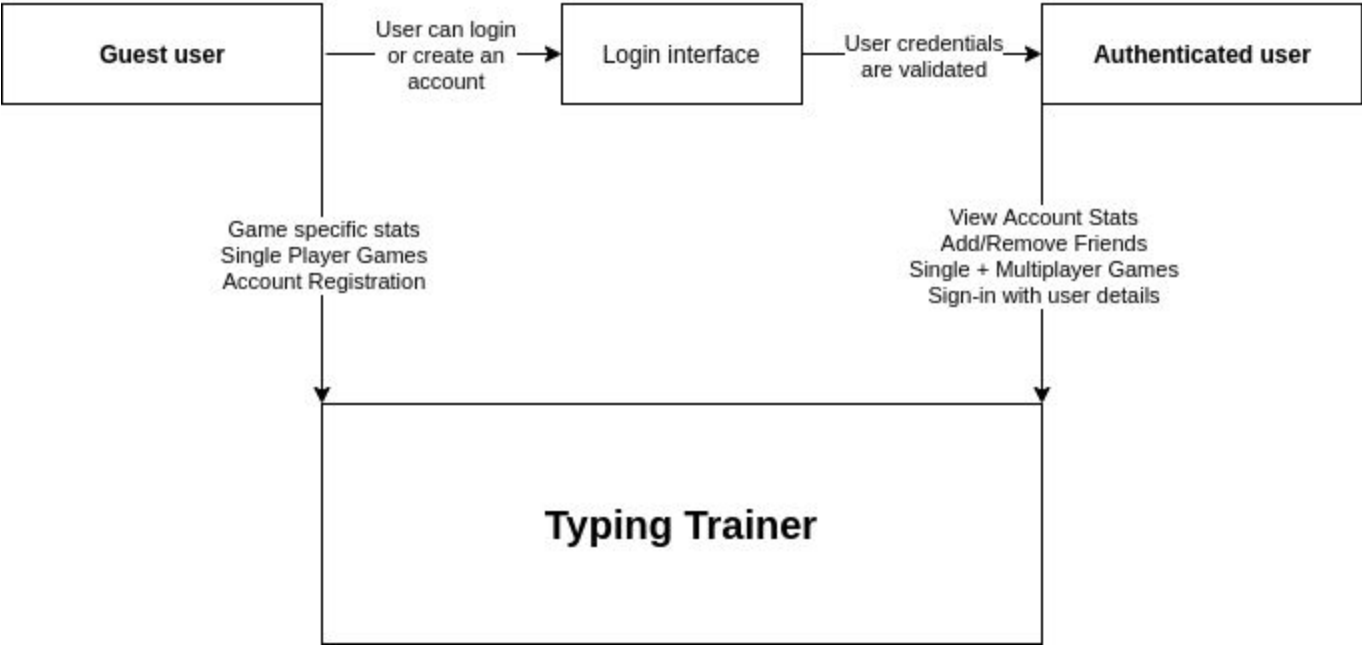 Guest user
User can login
or create an
account
Login interface
User credentials
are validated
Authenticated user
Game specific stats
Single Player Games
Account Registration
View Account Stats
Add/Remove Friends
Single + Multiplayer Games
Sign-in with user details
Typing Trainer